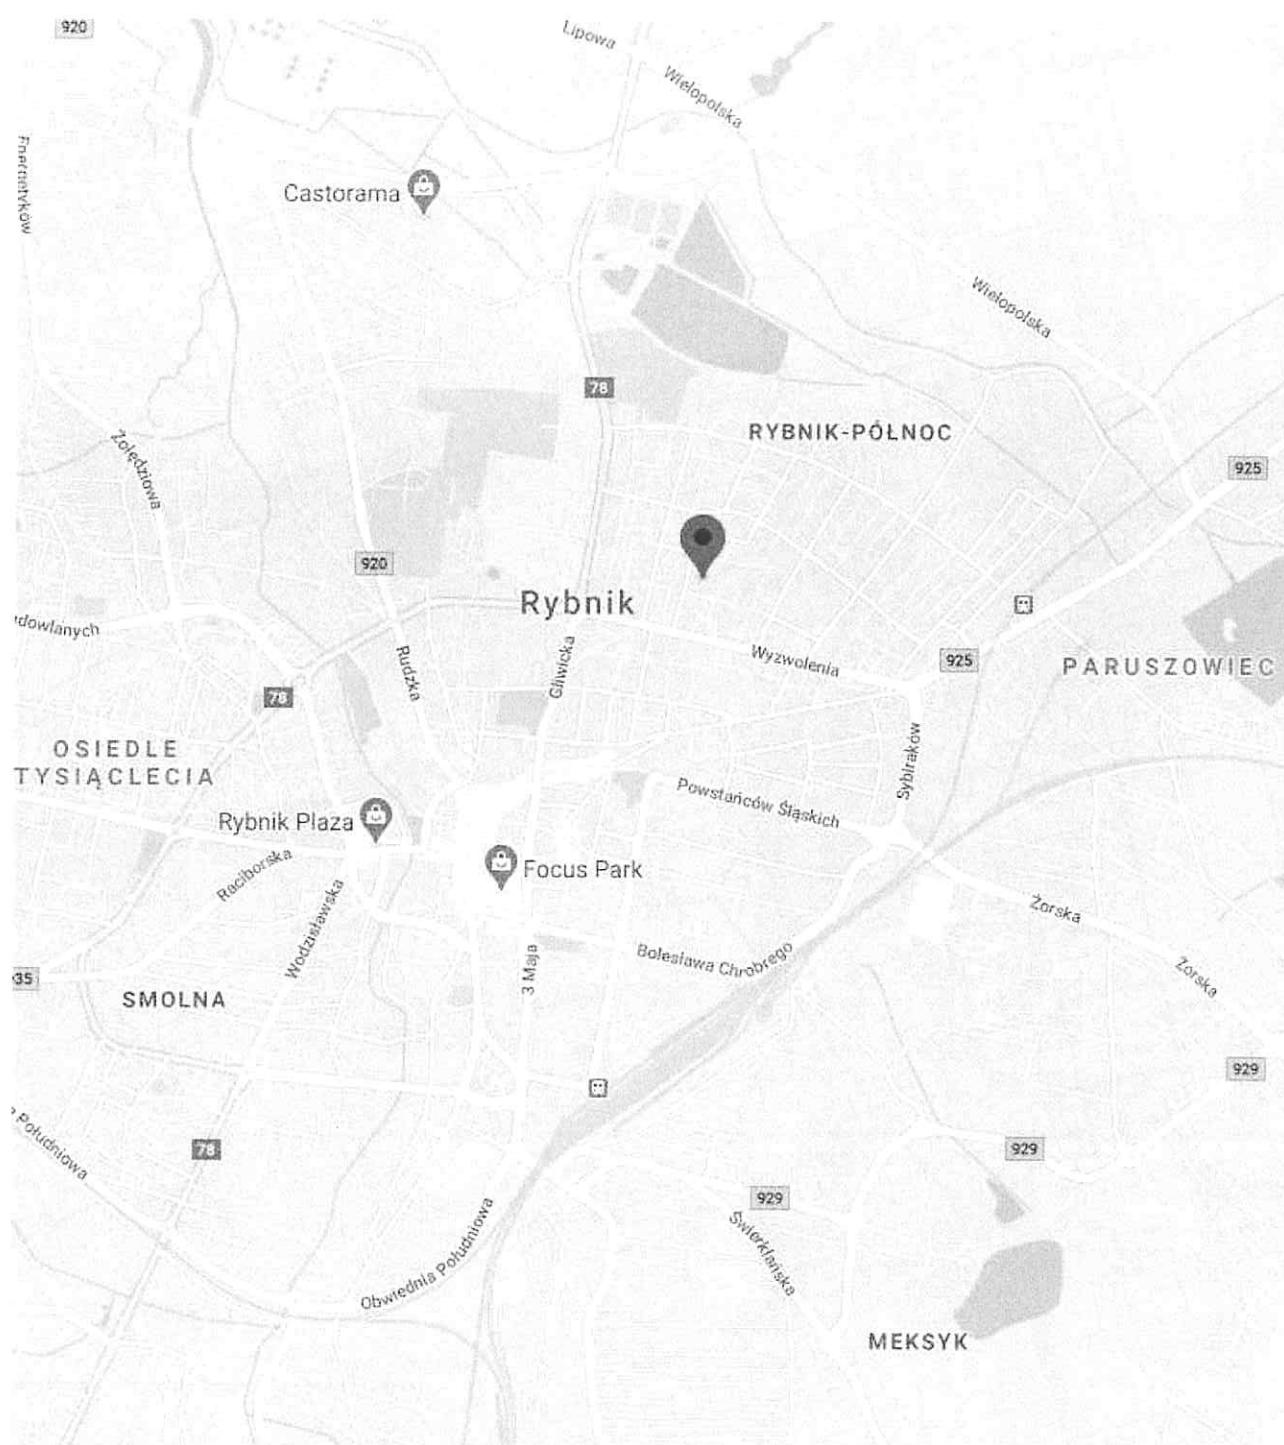 920
Lipowa
Wielopolska
Energetyków
Castorama
Wielopolska
78
RYBNIK-PÓŁNOC
Żołędziowa
925
920
Rybnik
Wyzwolenia
925
PARUSZOWIEC
Rudzka
Gliwicka
78
OSIEDLE
TYSIĄCLECIA
Sybiraków
Powstańców Śląskich
Rybnik Plaza
Raciborska
Focus Park
Wodzisławska
Żorska
Bolesława Chrobrego
3 Maja
Żorska
35
SMOLNA
929
Południowa
78
929
929
Świerklańska
Obwiednia Południowa
MEKSYK